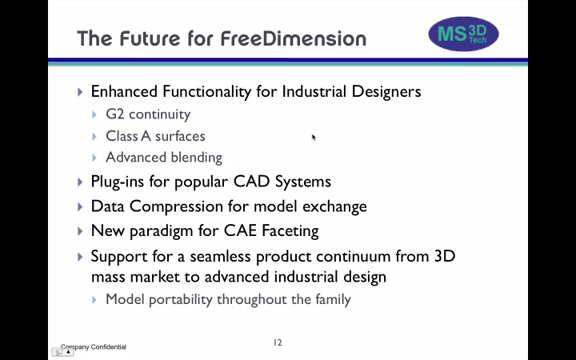 The Future for FreeDimension
MS 3D
Tech
Enhanced Functionality for Industrial Designers
G2 continuity
Class A surfaces
Advanced blending
Plug-ins for popular CAD Systems
Data Compression for model exchange
New paradigm for CAE Faceting
Support for a seamless product continuum from 3D
mass market to advanced industrial design
Model portability throughout the family
Company Confidential
12